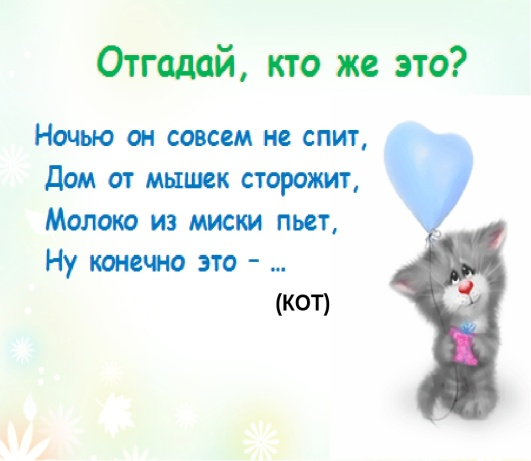 Отгадай, кто же это?
Ночью он совсем не спит,
Дом от мышек сторожит,
Молоко из миски пьет,
Ну конечно это – ...
(КОТ)